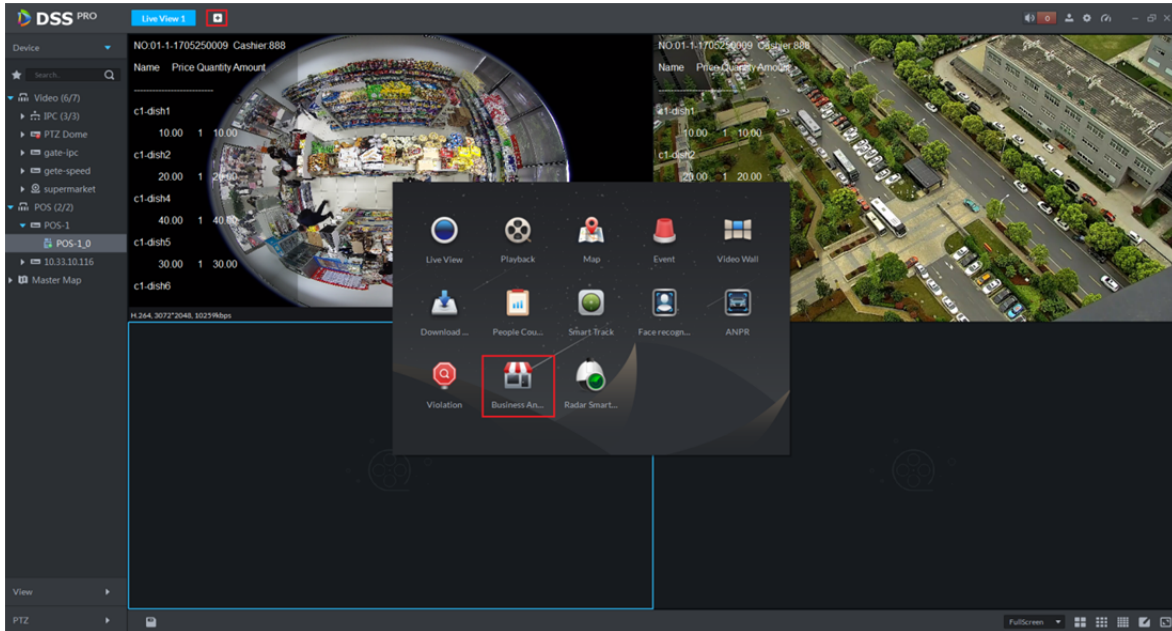 DSS PRO
Live View 1
0
Device
Search..
Video (6/7)
IPC (3/3)
PTZ Dome
gate-ipc
gete-speed
supermarket
POS (2/2)
POS-1
POS-1_0
10.33.10.116
Master Map
View
PTZ
NO:01-1-1705250009 Cashier:888
Name Price Quantity Amount
c1-dish1
10.00 1 10.00
c1-dish2
20.00 1 20.00
c1-dish4
40.00 1 40.00
c1-dish5
30.00 1 30.00
c1-dish6
H.264, 3072*2048, 10259kbps
NO:01-1-1705250009 Cashier:888
Name Price Quantity Amount
c1-dish1
10.00 1 10.00
c1-dish2
20.00 1 20.00
Live View
Playback
Map
Event
Video Wall
Download ...
People Cou...
Smart Track
Face recogn...
ANPR
Violation
Business An...
Radar Smart...
FullScreen